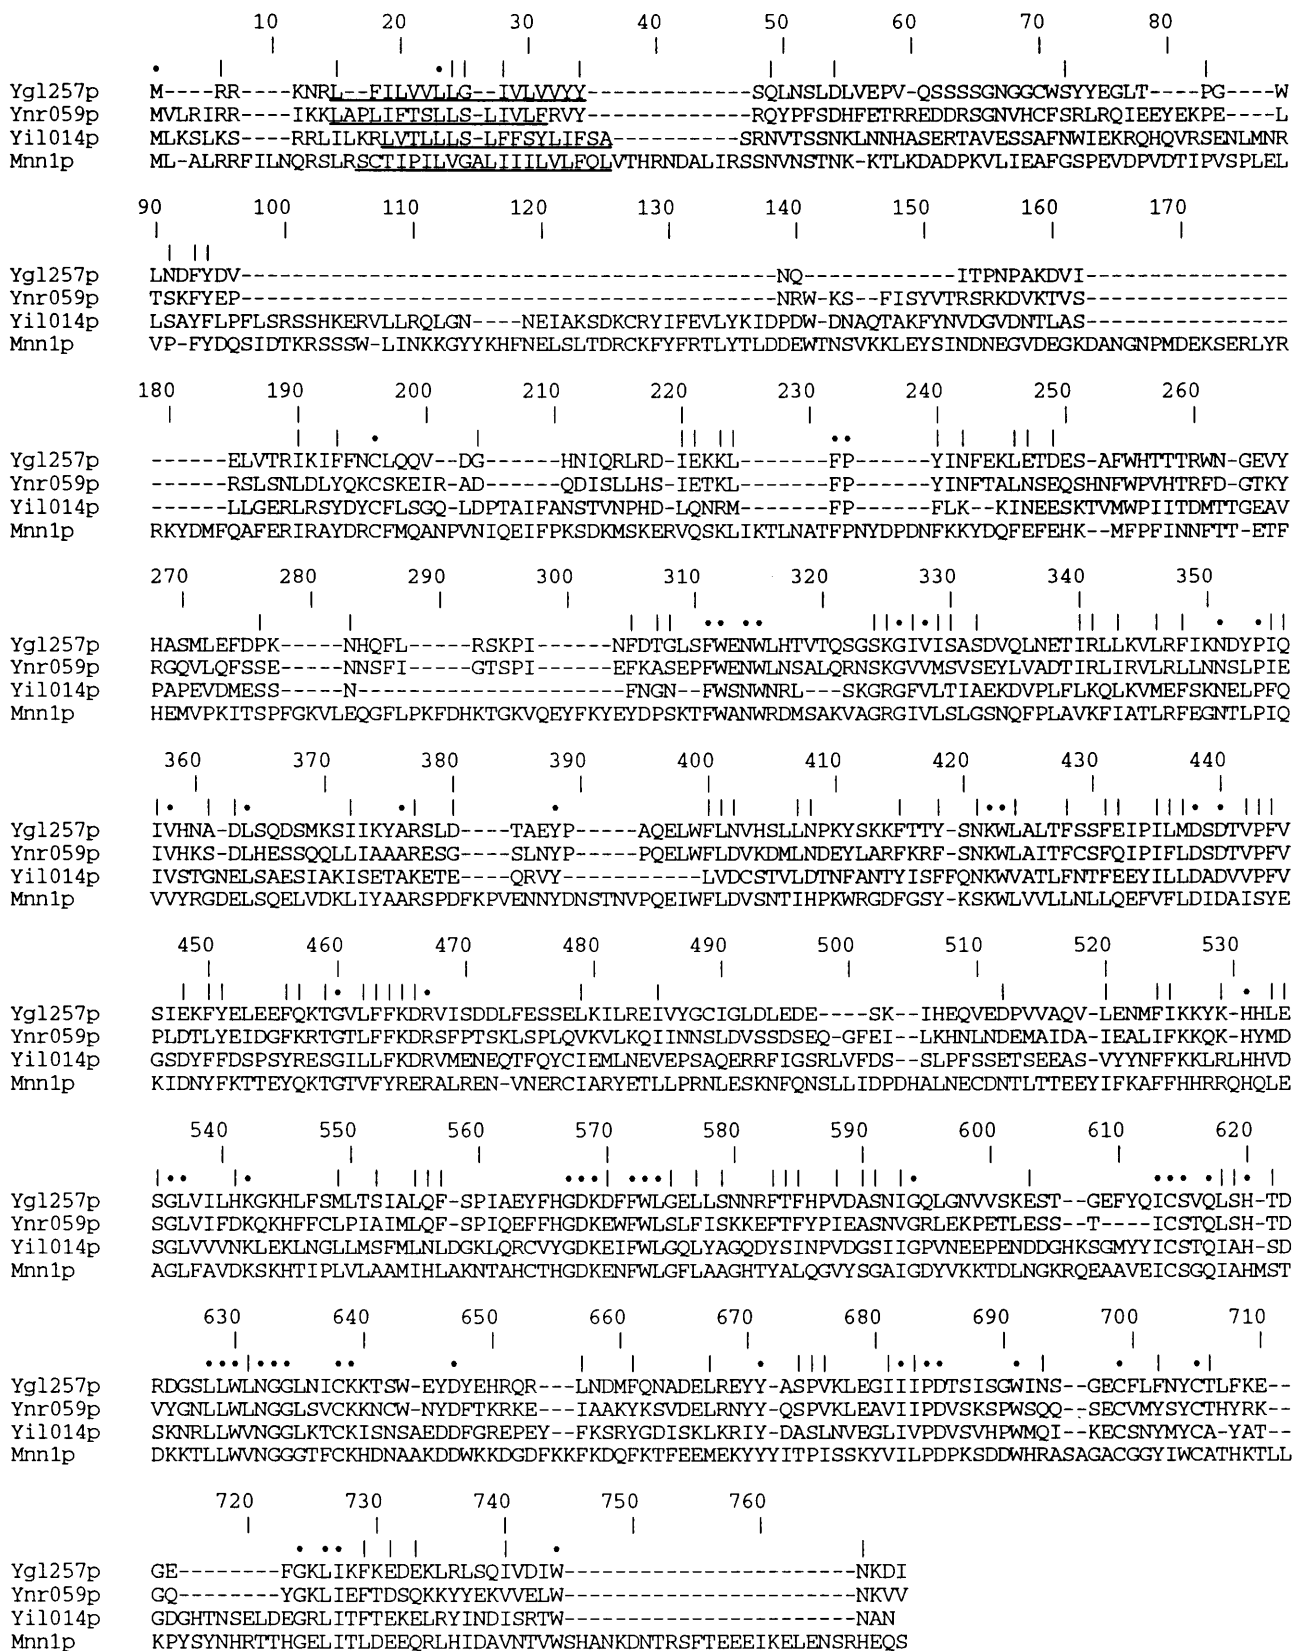 10 20 30 40 50 60 70 80
Ygl257p M----RR-----KNRL--FILVVLLG--IVLVVYY-------------SQLNSLDLVEPV-QSSSSGNGGCWSYYEGLT----PG---W
Ynr059p MVLRIRR----IKKLAPLIFTSLLS-LIVLFRVY--------------RQYPFSDHFETRREDDRSGNVHCFSRLRQIEEYEKPE----L
Yil014p MLKSLKS----RRLILKRLVTLLLS-LFFSYLIFSA------------SRNVTSSNKLNNHASERTAVESSAFNWIEKRQHQVRSENLMNR
Mnn1p ML-ALRRFILNQRSLRSCTIPILVGALIIILVLFQLVTHRNDALIRSSNVNSTNK-KTLKDADPKVLIEAFGSPEVDPVDTIPVSPLEL
90 100 110 120 130 140 150 160 170
Ygl257p LNDFYDV------------------------------------------NQ------------ITPNPAKDVI----------------
Ynr059p TSKFYEP------------------------------------------NRW-KS--FISYVTRSRKDVKTVS----------------
Yil014p LSAYFLPFLSRSSHKERVLLRQLGN----NEIAKSDKCRYIFEVLYKIDPDW-DNAQTAKFYNVDGVDNTLAS----------------
Mnn1p VP-FYDQSIDTKRSSSW-LINKKGYYKHFNELSLTDRCKFYFRTLYTLDDEWTNSVKKLEYSINDNEGVDEGKDANGNPMDEKSERLYR
180 190 200 210 220 230 240 250 260
Ygl257p ------ELVTRIKIFFNCLQQV--DG------HNIQRLRD-IEKKL-------FP------YINFEKLETDES-AFWHTTTRWN-GEVY
Ynr059p ------RSLSNLDLYQKCSKEIR-AD------QDISLLHS-IETKL-------FP------YINFTALNSEQSHNFWPVHTRFD-GTKY
Yil014p ------LLGERLRSYDYCFLSGQ-LDPTAIFANSTVNPHD-LQNRM-------FP------FLK--KINEESKTVMWPIITDMTTGEAV
Mnn1p RKYDMFQAFERIRAYDRCFMQANPVNIQEIFPKSDKMSKERVQSKLIKTLNATFPNYDPDNFKKYDQFEFEHK--MFPFINNFTT-ETF
270 280 290 300 310 320 330 340 350
Ygl257p HASMLEFDPK-----NHQFL-----RSKPI-----NFDTGLSFWENWLHTVTQSGSKGIVISASDVQLNETIRLLKVLRFIKNDYPIQ
Ynr059p RGQVLQFSSE-----NNSFI-----GTSPI-----EFKASEPFWENWLNSALQRNSKGVVMSVSEYLVADTIRLIRVLRLLNNSLPIE
Yil014p PAPEVDMESS-----N---------------------FNGN-FWSNWNRL---SKGRGFVLTIAEKDVPLFLKQLKVMEFSKNELPFQ
Mnn1p HEMVPKITSPFGKVLEQGFLPKFDHKTGKVQEYFKYEYDPSKTFWANWRDMSAKVAGRGIVLSLGSNQFPLAVKFIATLRFEGNTLPIQ
360 370 380 390 400 410 420 430 440
Ygl257p IVHNA-DLSQDSMKSIIKYARSLD----TAEYP-----AQELWFLNVHSLLNPKYSKKFTTY-SNKWLALTFSSFEIPILMDSDTVPFV
Ynr059p IVHKS-DLHESSQQLLIAAARESG----SLNYP-----PQELWFLDVKDMLNDEYLARFKRF-SNKWLAITFCSFQIPIFLDSDTVPFV
Yil014p IVSTGNELSAESIAKISETAKETE----QRVY----------LVDCSTVLDTNFANTYISFFQNKWVATLFNTFEEYILLDADVVPFV
Mnn1p VVYRGDELSQELVDKLIYAARSPDFKPVENNYDNSTNVPQEIWFLDVSNTIHPKWRGDFGSY-KSKWLVVLLNLLQEFVFLDIDAISYE
450 460 470 480 490 500 510 520 530
Ygl257p SIEKFYELEEFQKTGVLFFKDRVISDDLFESSELKILREIVYGCIGLDLEDE----SK--IHEQVEDPVVAQV-LENMFIKKYK-HHLE
Ynr059p PLDTLYEIDGFKRTGTLFFKDRSFPTSKLSPLQVKVLKQIINNSLDVSSDSEQ-GFEI--LKHNLNDEMAIDA-IEALIFKKQK-HYMD
Yil014p GSDYFFDSPSYRESGILLFKDRVMENEQTFQYCIEMLNEVEPSAQERRFIGSRLVFDS--SLPFSSETSEEAS-VYYNFFKKLRLHHVD
Mnn1p KIDNYFKTTEYQKTGTVFYRERALREN-VNERCIARYETLLPRNLESKNFQNSLLIDPDHALNECDNTLTTEEYIFKAFFHHRRQHQLE
540 550 560 570 580 590 600 610 620
Ygl257p SGLVILHKGKHLFSMLTSIALQF-SPIAEYFHGDKDFFWLGELLSNNRFTFHPVDASNIGQLGNVVSKEST--GEFYQICSVQLSH-TD
Ynr059p SGLVIFDKQKHFFCLPIAIMLQF-SPIQEFFHGDKEWFWLSLFISKKEFTFYPIEASNVGRLEKPETLESS--T----ICSTQLSH-TD
Yil014p SGLVVVNKLEKLNGLLMSFMLNLDGKLQRCVYGDKEIFWLGQLYAGQDYSINPVDGSIIGPVNEEPENDDGHKSGMYYICSTQIAH-SD
Mnn1p AGLFAVDKSKHTIPLVLAAMIHLAKNTAHCTHGDKENFWLGFLAAGHTYALQGVYSGAIGDYVKKTDLNGKRQEAAVEICSGQIAHMST
630 640 650 660 670 680 690 700 710
Ygl257p RDGSLLWLNGGLNICKKTSW-EYDYEHRQR---LNDMFQNADELREYY-ASPVKLEGIIIPDTSISGWINS--GECFLFNYCTLFKE--
Ynr059p VYGNLLWLNGGLSVCKKNCW-NYDFTKRKE---IAAKYKSVDELRNYY-QSPVKLEAVIIPDVSKSPWSQQ--SECVMYSYCTHYRK--
Yil014p SKNRLLWVNGGLKTCKISNSAEDDFGREPEY--FKSRYGDISKLKRIY-DASLNVEGLIVPDVSVHPWMQI--KECSNYMYCA-YAT--
Mnn1p DKKTLLWVNGGGTFCKHDNAAKDDWKKDGDFKKFKDQFKTFEEMEKYYYITPISSKYVILPDPKSDDWHRASAGACGGYIWCATHKTLL
720 730 740 750 760
Ygl257p GE--------FGKLIKFKEDEKLRLSQIVDIW-----------------------NKDI
Ynr059p GQ--------YGKLIEFTDSQKKYYEKVVELW-----------------------NKVV
Yil014p GDGHTNSELDEGRLITFTEKELRYINDISRTW-----------------------NAN
Mnn1p KPYSYNHRTTHGELITLDEEQRLHIDAVNTVWSHANKDNTRSFTEEEIKELENSRHEQS